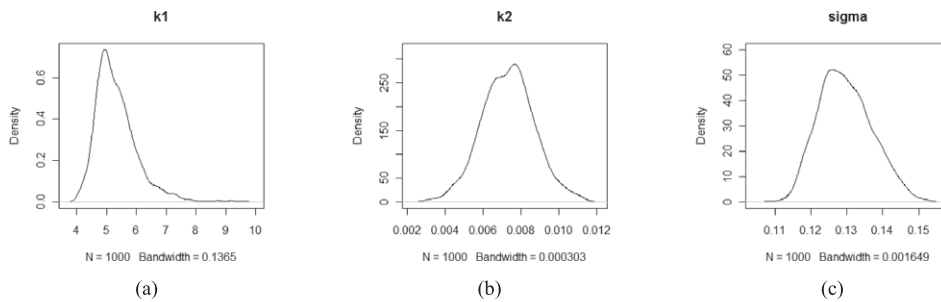 k1
Density
0.0 0.2 0.4 0.6
4 5 6 7 8 9 10
N = 1000 Bandwidth = 0.1365
(a)
k2
Density
0 50 150 250
0.002 0.004 0.006 0.008 0.010 0.012
N = 1000 Bandwidth = 0.000303
(b)
sigma
Density
0 10 20 30 40 50 60
0.11 0.12 0.13 0.14 0.15
N = 1000 Bandwidth = 0.001649
(c)